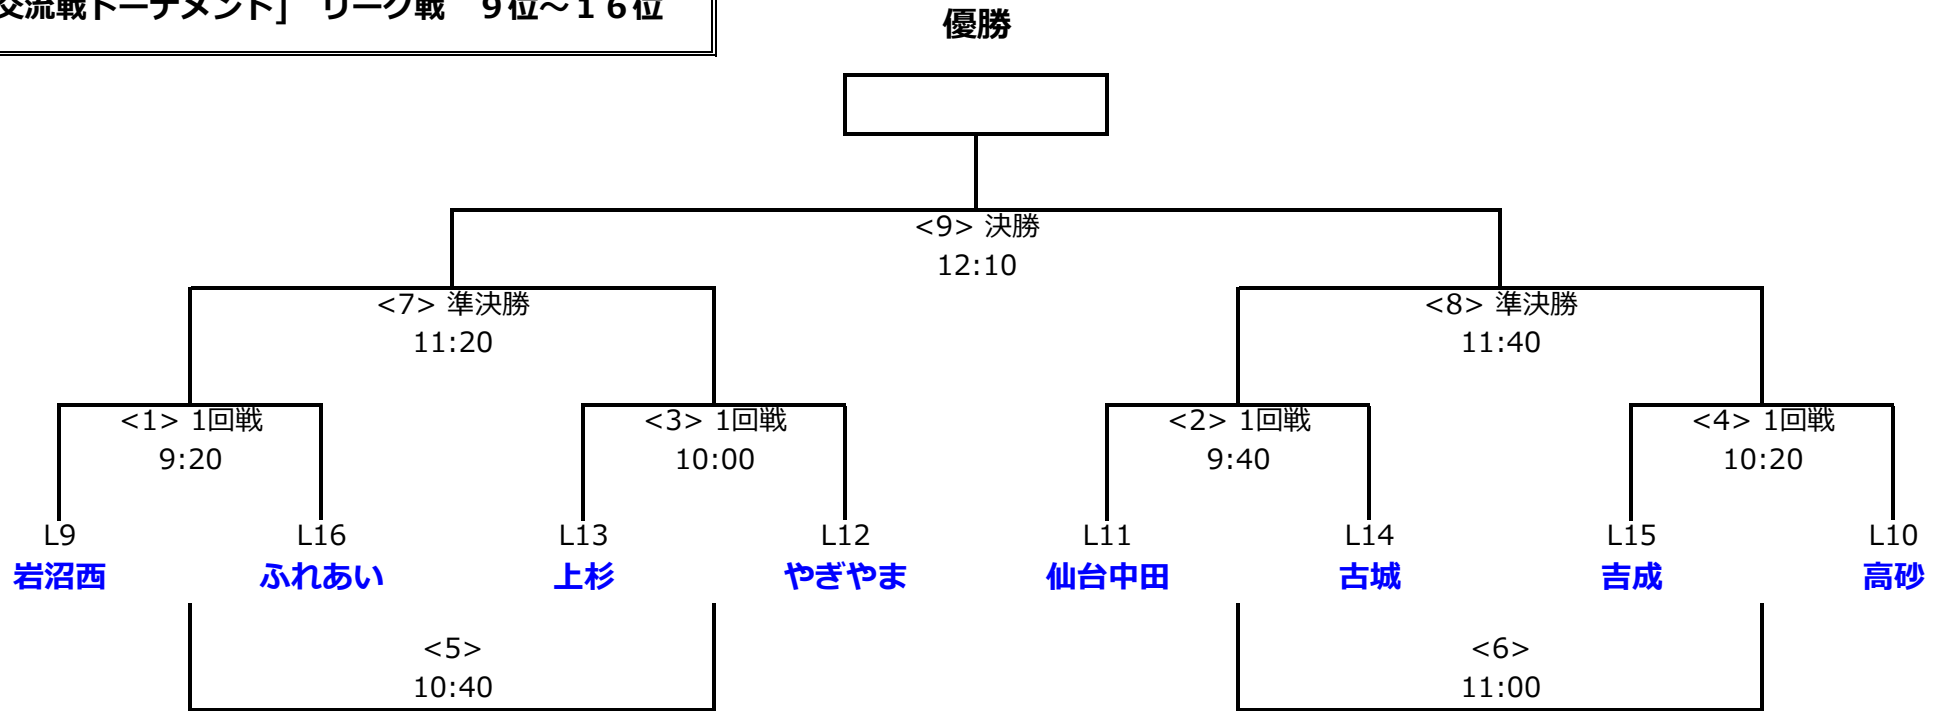 交流戦トーナメント]　リーグ戦　９位～１６位
優勝
<9> 決勝
12:10
<7> 準決勝
11:20
<8> 準決勝
11:40
<1> 1回戦
9:20
<3> 1回戦
10:00
<2> 1回戦
9:40
<4> 1回戦
10:20
L9
岩沼西
L16
ふれあい
L13
上杉
L12
やぎやま
L11
仙台中田
L14
古城
L15
吉成
L10
高砂
<5>
10:40
<6>
11:00